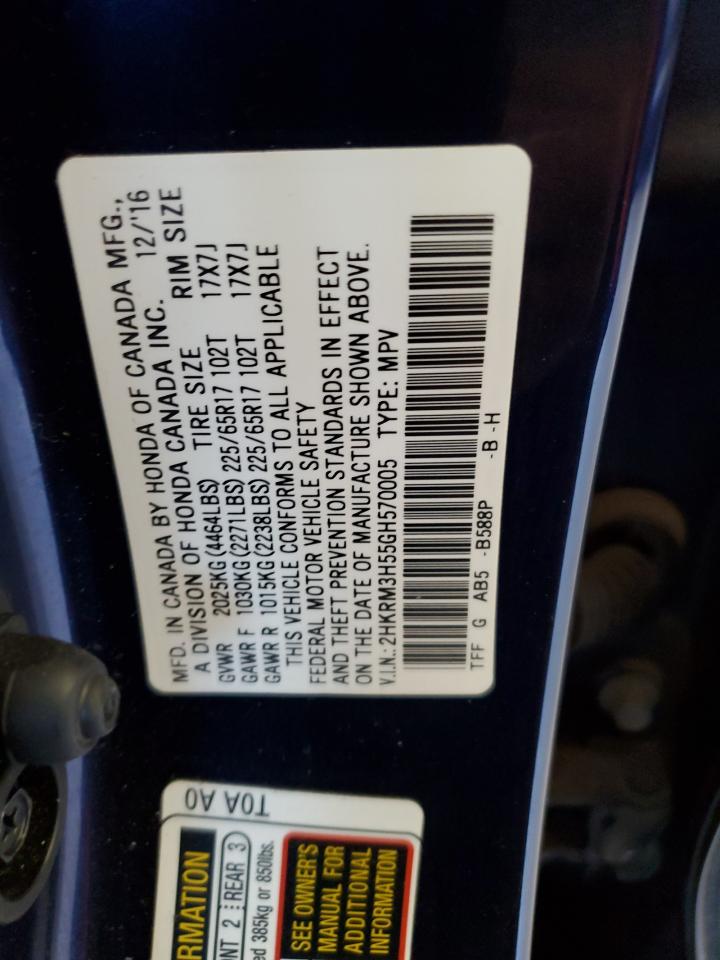 MFD. IN CANADA BY HONDA OF CANADA MFG.,
A DIVISION OF HONDA CANADA INC. 12/'16
TIRE SIZE RIM SIZE
GVWR 2025KG(4464LBS)
GAWR F 1030KG(2271LBS) 225/65R17 102T 17X7J
GAWR R 1015KG(2238LBS) 225/65R17 102T 17X7J
THIS VEHICLE CONFORMS TO ALL APPLICABLE
FEDERAL MOTOR VEHICLE SAFETY
AND THEFT PREVENTION STANDARDS IN EFFECT
ON THE DATE OF MANUFACTURE SHOWN ABOVE.
V.I.N.: 2HKRM3H55GH570005 TYPE: MPV
TFF G AB5 -B588P -B -H
T0A A0
RMATION
NT 2 REAR 3
ed 385kg or 850lbs.
SEE OWNER'S
MANUAL FOR
ADDITIONAL
INFORMATION